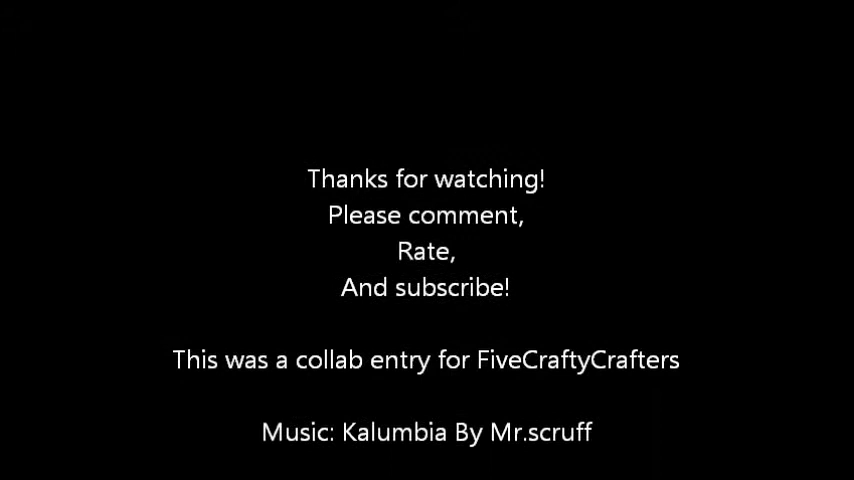 Thanks for watching!
Please comment,
Rate,
And subscribe!
This was a collab entry for FiveCraftyCrafters
Music: Kalumbia By Mr.scruff